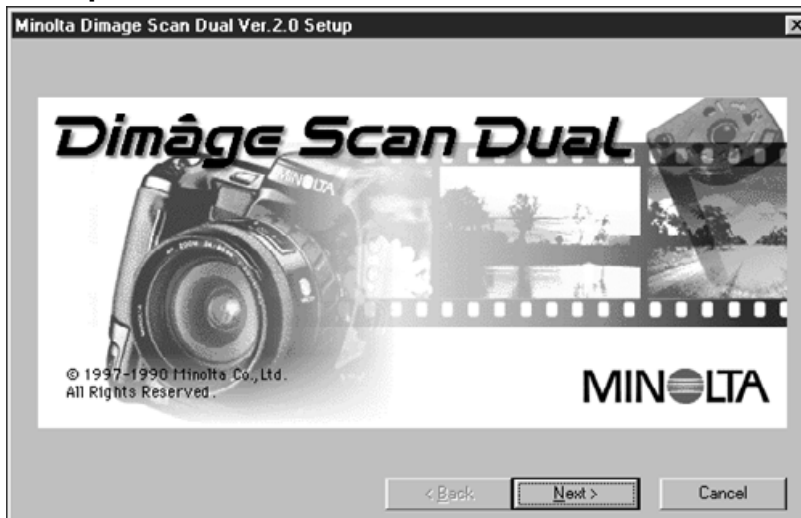 Minolta Dimage Scan Dual Ver.2.0 Setup
Dimâge Scan Dual
MINOLTA
© 1997-1990 Minolta Co.,Ltd.
All Rights Reserved.
MINOLTA
< Back
Next >
Cancel